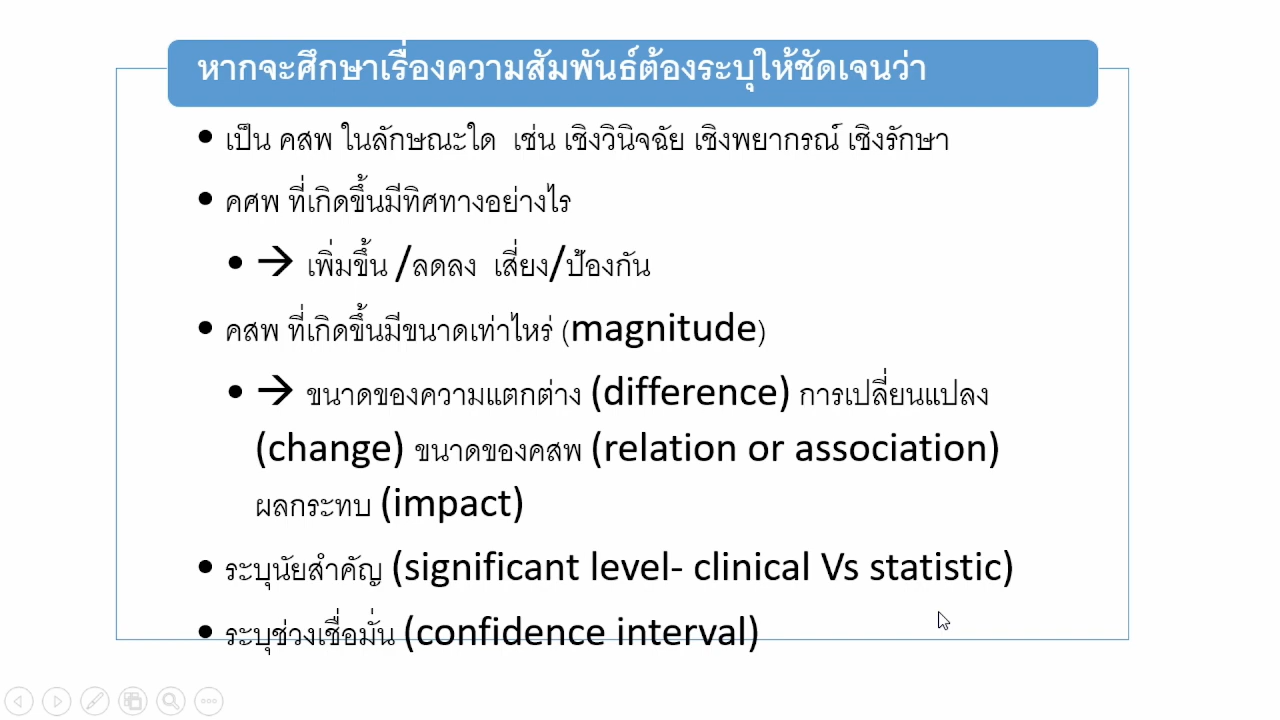 หากจะศึกษาเรื่องความสัมพันธ์ต้องระบุให้ชัดเจนว่า
• เป็น คสพ ในลักษณะใด เช่น เชิงวินิจฉัย เชิงพยากรณ์ เชิงรักษา
• คศพ ที่เกิดขึ้นมีทิศทางอย่างไร
• → เพิ่มขึ้น /ลดลง เสี่ยง/ป้องกัน
• คสพ ที่เกิดขึ้นมีขนาดเท่าไหร่ (magnitude)
• → ขนาดของความแตกต่าง (difference) การเปลี่ยนแปลง
(change) ขนาดของคสพ (relation or association)
ผลกระทบ (impact)
• ระบุนัยสำคัญ (significant level- clinical Vs statistic)
• ระบุช่วงเชื่อมั่น (confidence interval)